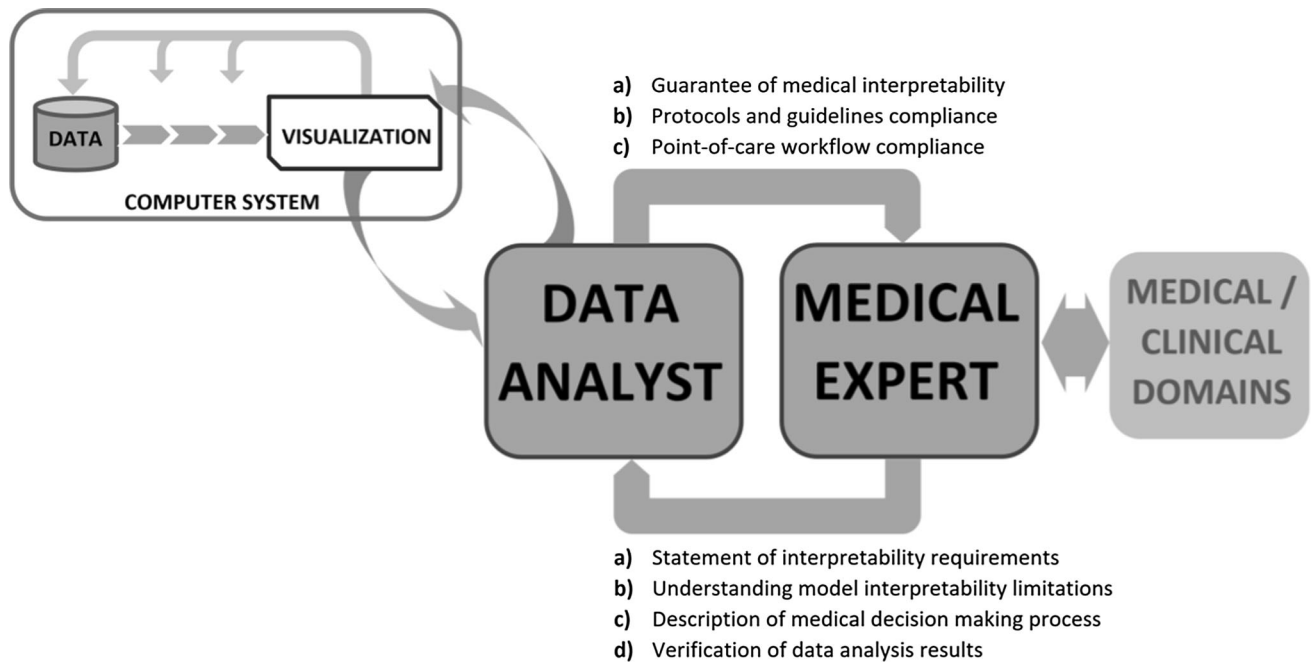 DATA
VISUALIZATION
COMPUTER SYSTEM
a) Guarantee of medical interpretability
b) Protocols and guidelines compliance
c) Point-of-care workflow compliance
DATA
ANALYST
MEDICAL
EXPERT
MEDICAL /
CLINICAL
DOMAINS
a) Statement of interpretability requirements
b) Understanding model interpretability limitations
c) Description of medical decision making process
d) Verification of data analysis results